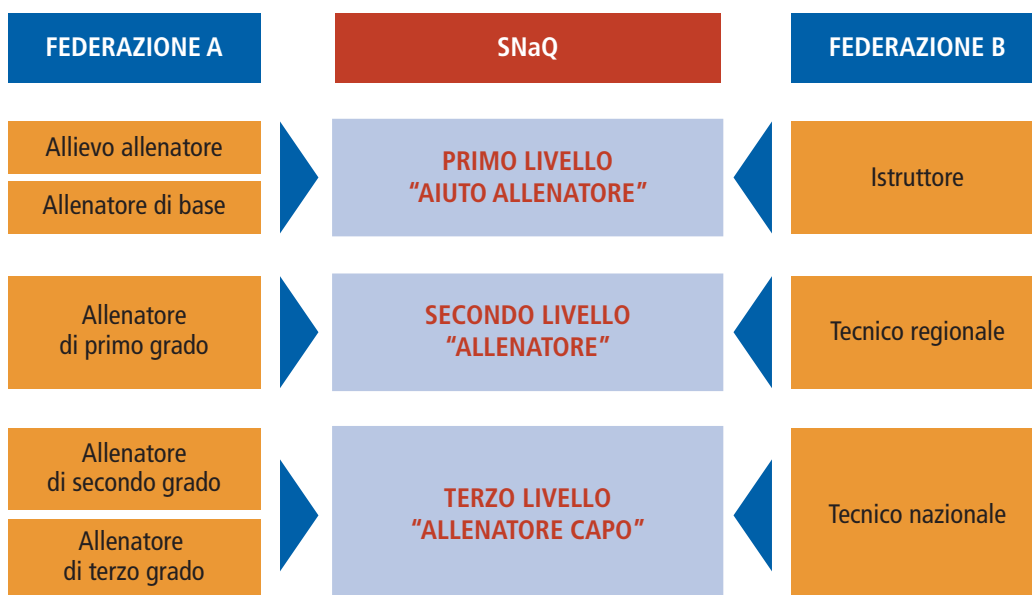 FEDERAZIONE A
SNaQ
FEDERAZIONE B
Allievo allenatore
Allenatore di base
PRIMO LIVELLO
“AIUTO ALLENATORE”
Istruttore
Allenatore
di primo grado
SECONDO LIVELLO
“ALLENATORE”
Tecnico regionale
Allenatore
di secondo grado
Allenatore
di terzo grado
TERZO LIVELLO
“ALLENATORE CAPO”
Tecnico nazionale